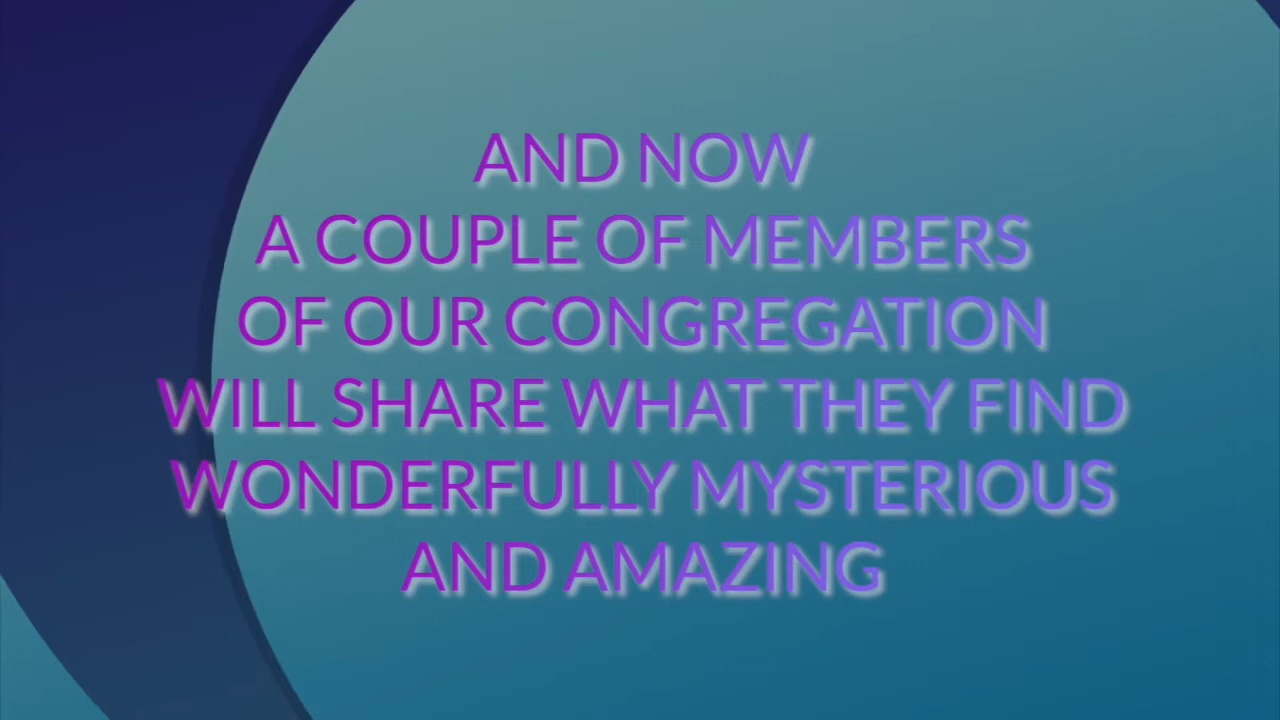 AND NOW
A COUPLE OF MEMBERS
OF OUR CONGREGATION
WILL SHARE WHAT THEY FIND
WONDERFULLY MYSTERIOUS
AND AMAZING